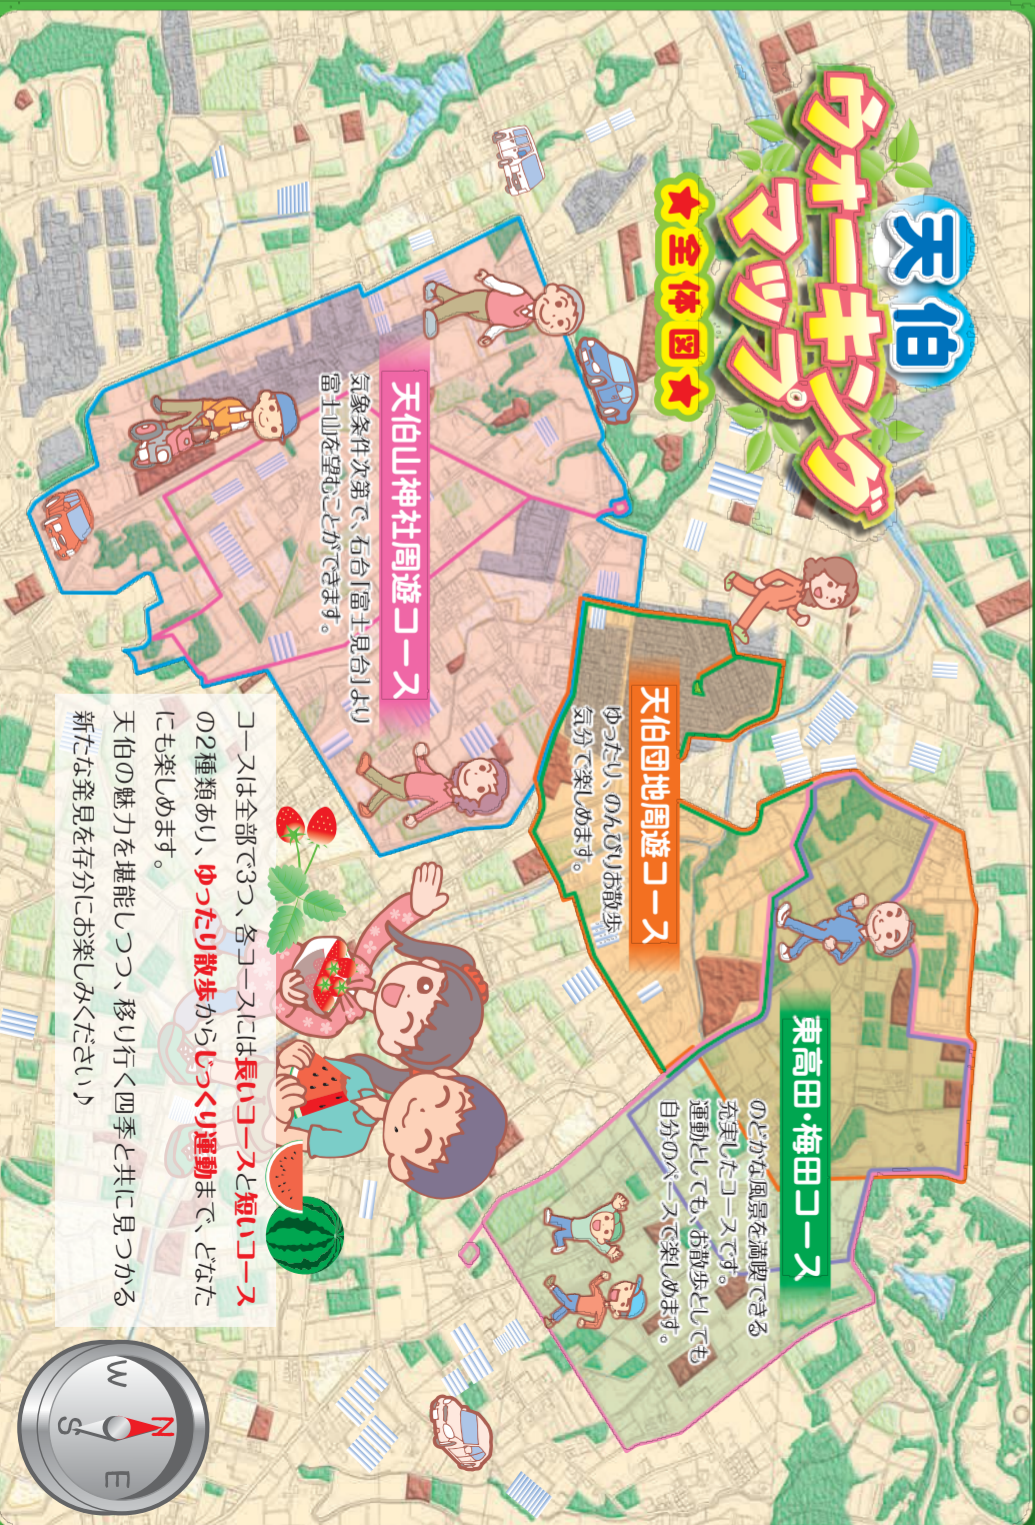 天伯
ウオーキング
マップ
★全体図★
天伯山神社周遊コース
気象条件次第で、石台「富士見台」より
富士山を望むことができます。
天伯団地周遊コース
ゆったり、のんびりお散歩
気分で楽しめます。
東高田・梅田コース
のどかな風景を満喫できる
充実したコースです。
運動としても、お散歩としても
自分のペースで楽しめます。
コースは全部で3つ、各コースには長いコースと短いコース
の2種類あり、ゆったり散歩からじっくり運動まで、どなた
にも楽しめます。
天伯の魅力を堪能しつつ、移り行く四季と共に見つかる
新たな発見を存分にお楽しみください♪
N
W
E
S